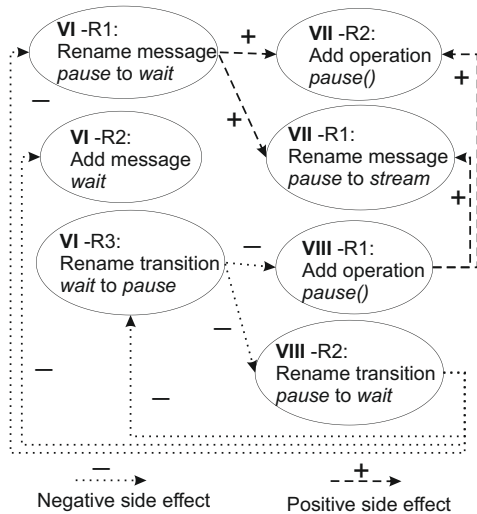 VI -R1:
Rename message
pause to wait
+
VII -R2:
Add operation
pause()
+
−
+
VI -R2:
Add message
wait
VII -R1:
Rename message
pause to stream
+
VI -R3:
Rename transition
wait to pause
−
VIII -R1:
Add operation
pause()
−
VIII -R2:
Rename transition
pause to wait
−
−
−
Negative side effect
+
Positive side effect